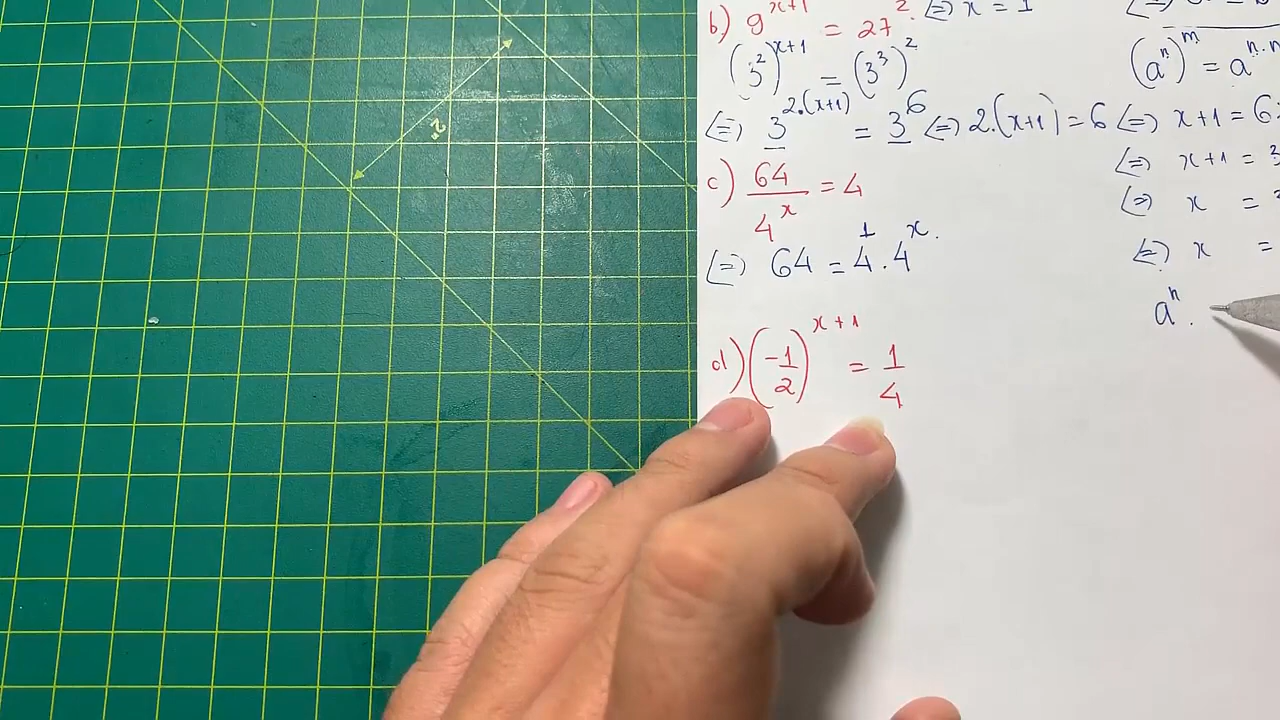 b) 9^{x+1} = 27^2 ⇔ x = 1
(3^2)^{x+1} = (3^3)^2
(a^n)^m = a^{n.m}
⇔ 3^{2.(x+1)} = 3^6 ⇔ 2.(x+1) = 6 ⇔ x+1 = 6
⇔ x+1 = 3
c) 64/4^x = 4
⇔ x =
⇔ 64 = 4^1 . 4^x.
⇔ x =
a^n .
d) (-1/2)^{x+1} = 1/4
2"